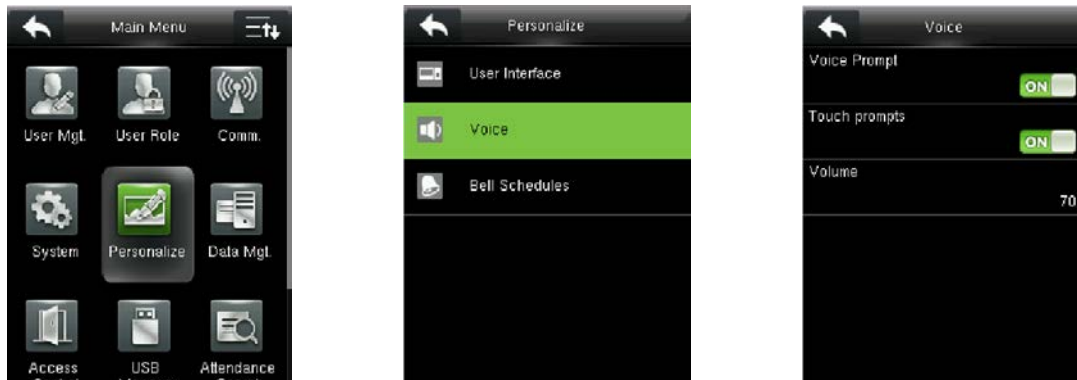 Main Menu
User Mgt.
User Role
Comm.
System
Personalize
Data Mgt.
Access
USB
Attendance
Personalize
User Interface
Voice
Bell Schedules
Voice
Voice Prompt
ON
Touch prompts
ON
Volume
70